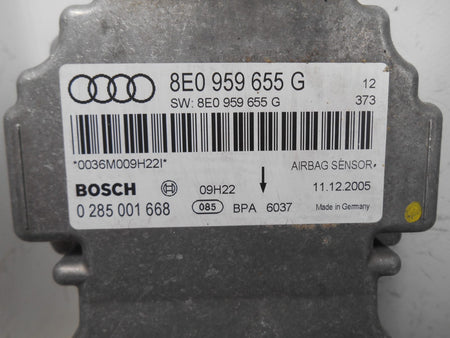 8E0 959 655 G 12
SW: 8E0 959 655 G 373
*0036M009H22I* AIRBAG SENSOR
BOSCH 09H22 11.12.2005
0 285 001 668 085 BPA 6037 Made in Germany